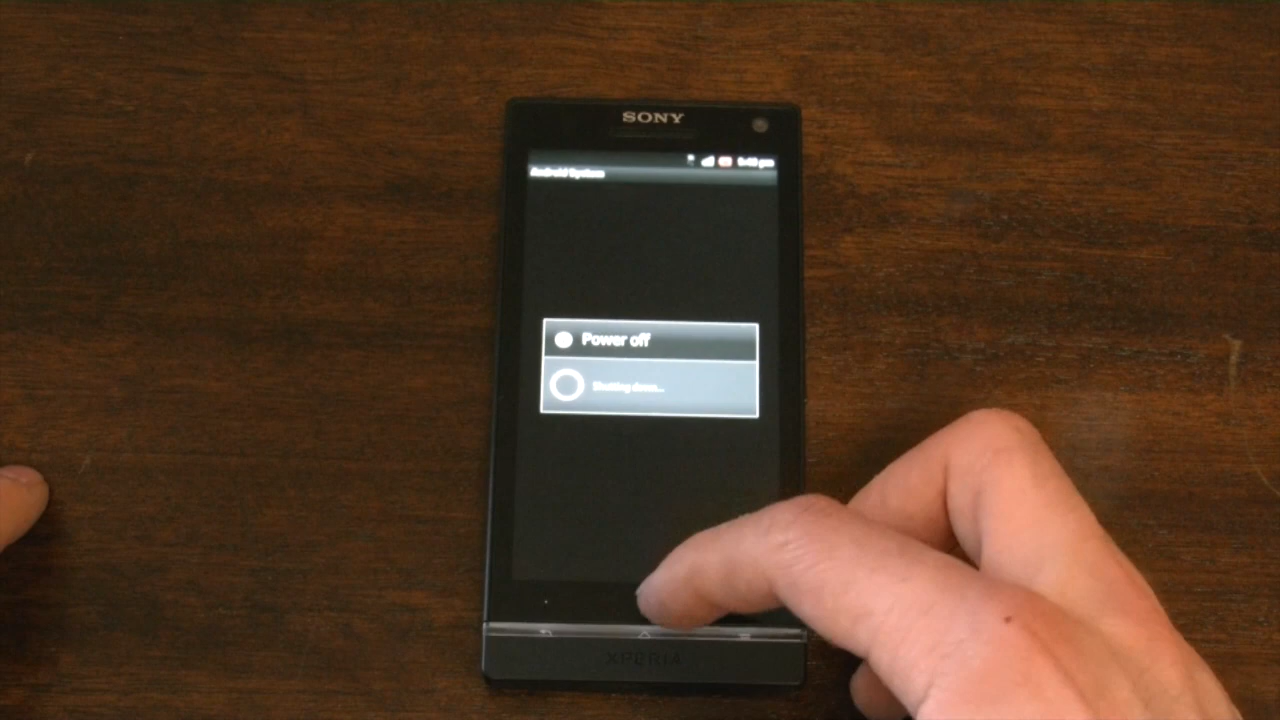 SONY
Android System
Power off
Shutting down...
XPERIA